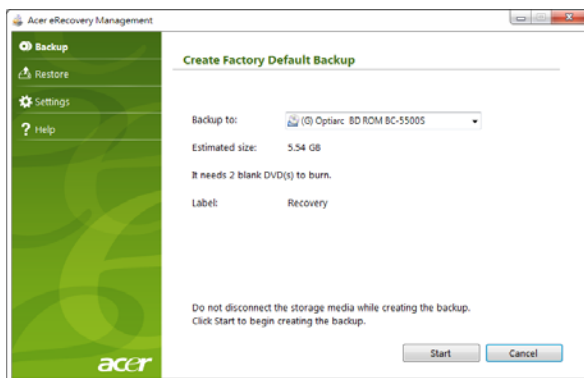 Acer eRecovery Management
Backup
Restore
Settings
Help
Create Factory Default Backup
Backup to: (G) Optiarc BD ROM BC-5500S
Estimated size: 5.54 GB
It needs 2 blank DVD(s) to burn.
Label: Recovery
Do not disconnect the storage media while creating the backup.
Click Start to begin creating the backup.
Start Cancel
acer